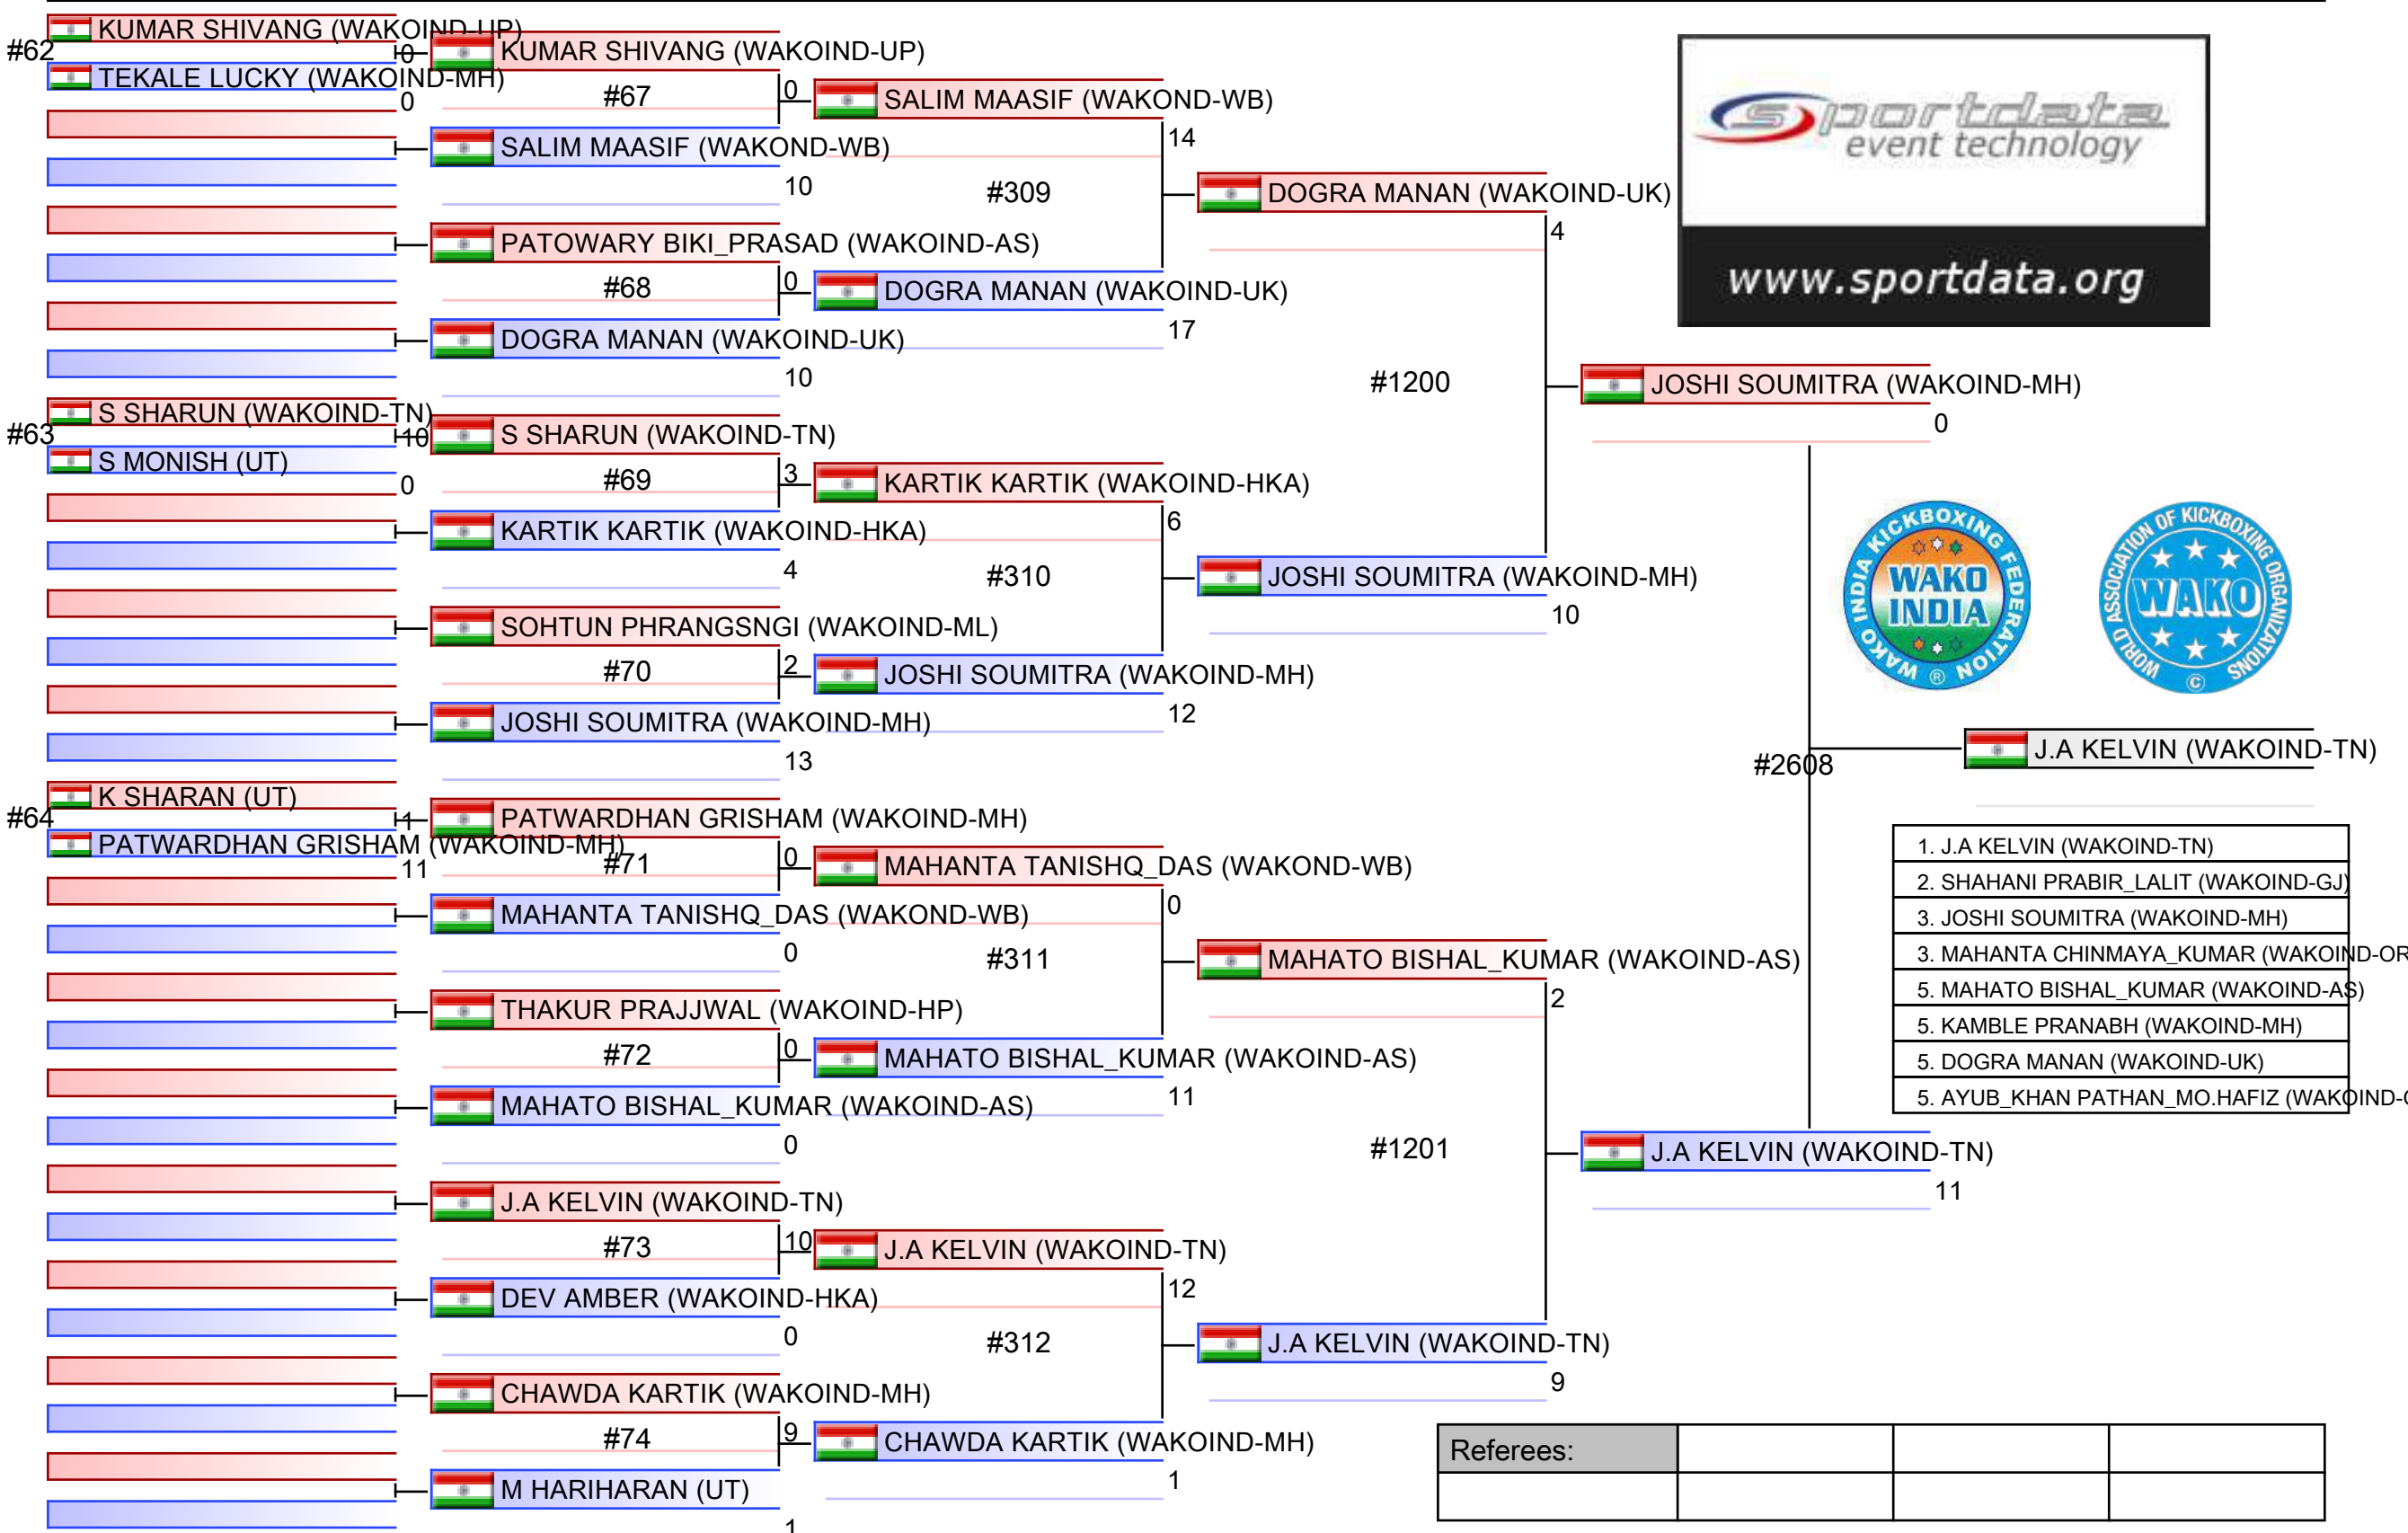 #62
KUMAR SHIVANG (WAKOIND-UP)
0
TEKALE LUCKY (WAKOIND-MH)
0
#63
S SHARUN (WAKOIND-TN)
10
S MONISH (UT)
0
#64
K SHARAN (UT)
1
PATWARDHAN GRISHAM (WAKOIND-MH)
11
KUMAR SHIVANG (WAKOIND-UP)
#67
0
SALIM MAASIF (WAKOND-WB)
10
PATOWARY BIKI_PRASAD (WAKOIND-AS)
#68
0
DOGRA MANAN (WAKOIND-UK)
10
S SHARUN (WAKOIND-TN)
#69
3
KARTIK KARTIK (WAKOIND-HKA)
4
SOHTUN PHRANGSNGI (WAKOIND-ML)
#70
2
JOSHI SOUMITRA (WAKOIND-MH)
13
PATWARDHAN GRISHAM (WAKOIND-MH)
#71
0
MAHANTA TANISHQ_DAS (WAKOND-WB)
0
THAKUR PRAJJWAL (WAKOIND-HP)
#72
0
MAHATO BISHAL_KUMAR (WAKOIND-AS)
0
J.A KELVIN (WAKOIND-TN)
#73
10
DEV AMBER (WAKOIND-HKA)
0
CHAWDA KARTIK (WAKOIND-MH)
#74
9
M HARIHARAN (UT)
1
SALIM MAASIF (WAKOND-WB)
14
#309
DOGRA MANAN (WAKOIND-UK)
17
KARTIK KARTIK (WAKOIND-HKA)
6
#310
JOSHI SOUMITRA (WAKOIND-MH)
12
MAHANTA TANISHQ_DAS (WAKOND-WB)
0
#311
MAHATO BISHAL_KUMAR (WAKOIND-AS)
11
J.A KELVIN (WAKOIND-TN)
12
#312
CHAWDA KARTIK (WAKOIND-MH)
1
DOGRA MANAN (WAKOIND-UK)
4
#1200
JOSHI SOUMITRA (WAKOIND-MH)
10
MAHATO BISHAL_KUMAR (WAKOIND-AS)
2
#1201
J.A KELVIN (WAKOIND-TN)
9
JOSHI SOUMITRA (WAKOIND-MH)
0
#2608
J.A KELVIN (WAKOIND-TN)
11
J.A KELVIN (WAKOIND-TN)
sportdata
event technology
www.sportdata.org
WAKO INDIA KICKBOXING FEDERATION
WAKO
INDIA
®
WORLD ASSOCIATION OF KICKBOXING ORGANIZATIONS
WAKO
©
1. J.A KELVIN (WAKOIND-TN)
2. SHAHANI PRABIR_LALIT (WAKOIND-GJ)
3. JOSHI SOUMITRA (WAKOIND-MH)
3. MAHANTA CHINMAYA_KUMAR (WAKOIND-OR
5. MAHATO BISHAL_KUMAR (WAKOIND-AS)
5. KAMBLE PRANABH (WAKOIND-MH)
5. DOGRA MANAN (WAKOIND-UK)
5. AYUB_KHAN PATHAN_MO.HAFIZ (WAKOIND-
Referees: